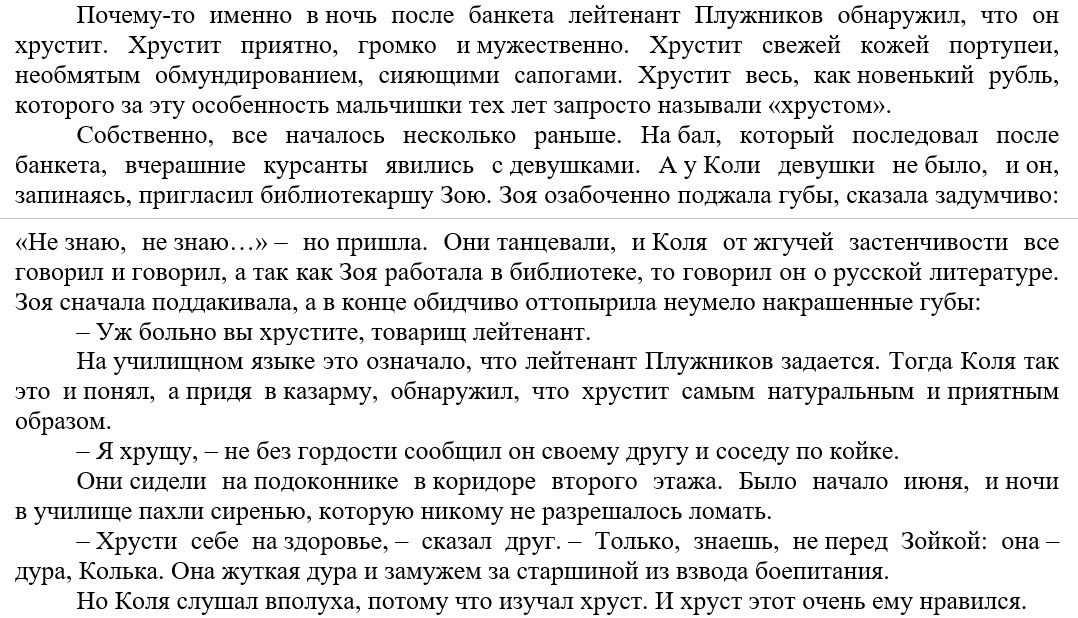 Почему-то именно в ночь после банкета лейтенант Плужников обнаружил, что он
хрустит. Хрустит приятно, громко и мужественно. Хрустит свежей кожей портупеи,
необмятым обмундированием, сияющими сапогами. Хрустит весь, как новенький рубль,
которого за эту особенность мальчишки тех лет запросто называли «хрустом».
Собственно, все началось несколько раньше. На бал, который последовал после
банкета, вчерашние курсанты явились с девушками. А у Коли девушки не было, и он,
запинаясь, пригласил библиотекаршу Зою. Зоя озабоченно поджала губы, сказала задумчиво:
«Не знаю, не знаю…» – но пришла. Они танцевали, и Коля от жгучей застенчивости все
говорил и говорил, а так как Зоя работала в библиотеке, то говорил он о русской литературе.
Зоя сначала поддакивала, а в конце обидчиво оттопырила неумело накрашенные губы:
– Уж больно вы хрустите, товарищ лейтенант.
На училищном языке это означало, что лейтенант Плужников задается. Тогда Коля так
это и понял, а придя в казарму, обнаружил, что хрустит самым натуральным и приятным
образом.
– Я хрущу, – не без гордости сообщил он своему другу и соседу по койке.
Они сидели на подоконнике в коридоре второго этажа. Было начало июня, и ночи
в училище пахли сиренью, которую никому не разрешалось ломать.
– Хрусти себе на здоровье, – сказал друг. – Только, знаешь, не перед Зойкой: она –
дура, Колька. Она жуткая дура и замужем за старшиной из взвода боепитания.
Но Коля слушал вполуха, потому что изучал хруст. И хруст этот очень ему нравился.